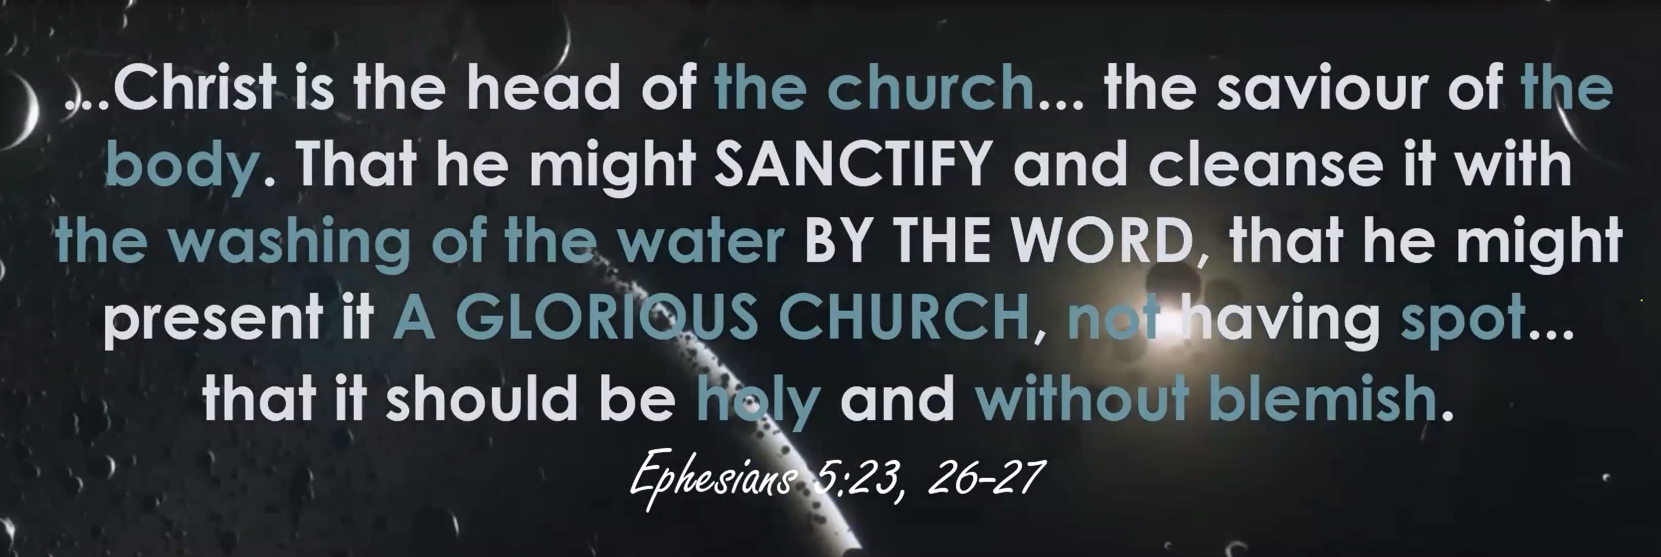 ...Christ is the head of the church... the saviour of the
body. That he might SANCTIFY and cleanse it with
the washing of the water BY THE WORD, that he might
present it A GLORIOUS CHURCH, not having spot...
that it should be holy and without blemish.
Ephesians 5:23, 26-27